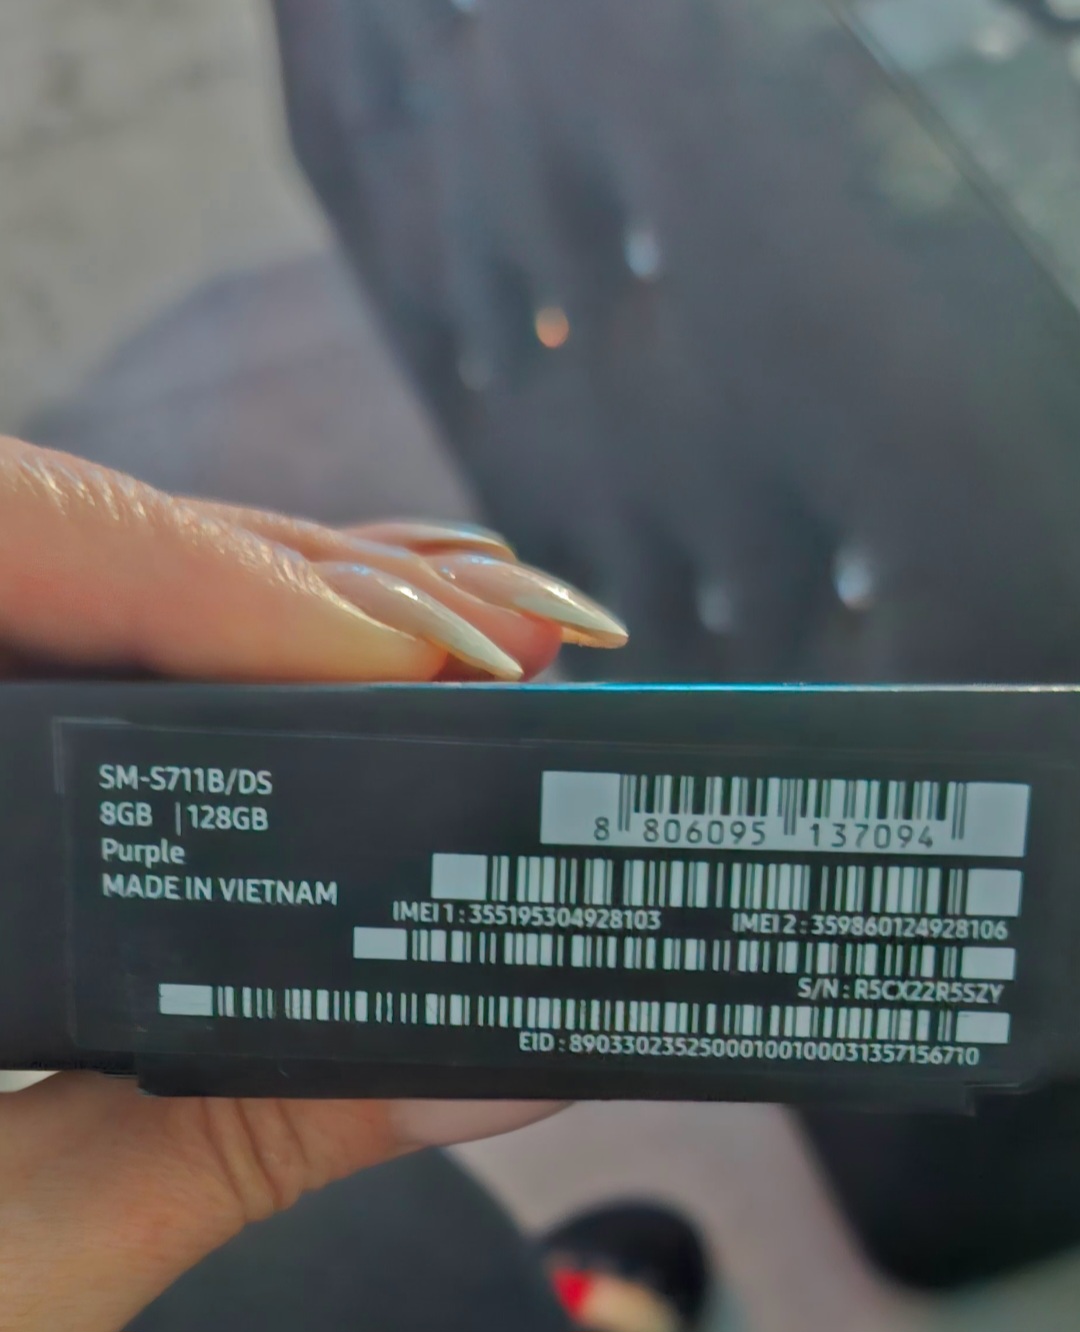 SM-S711B/DS
8GB | 128GB
Purple
MADE IN VIETNAM
8 806095 137094
IMEI 1 : 355195304928103 IMEI 2 : 359860124928106
S/N : R5CX22R5SZY
EID : 89033023525000100100031357156710